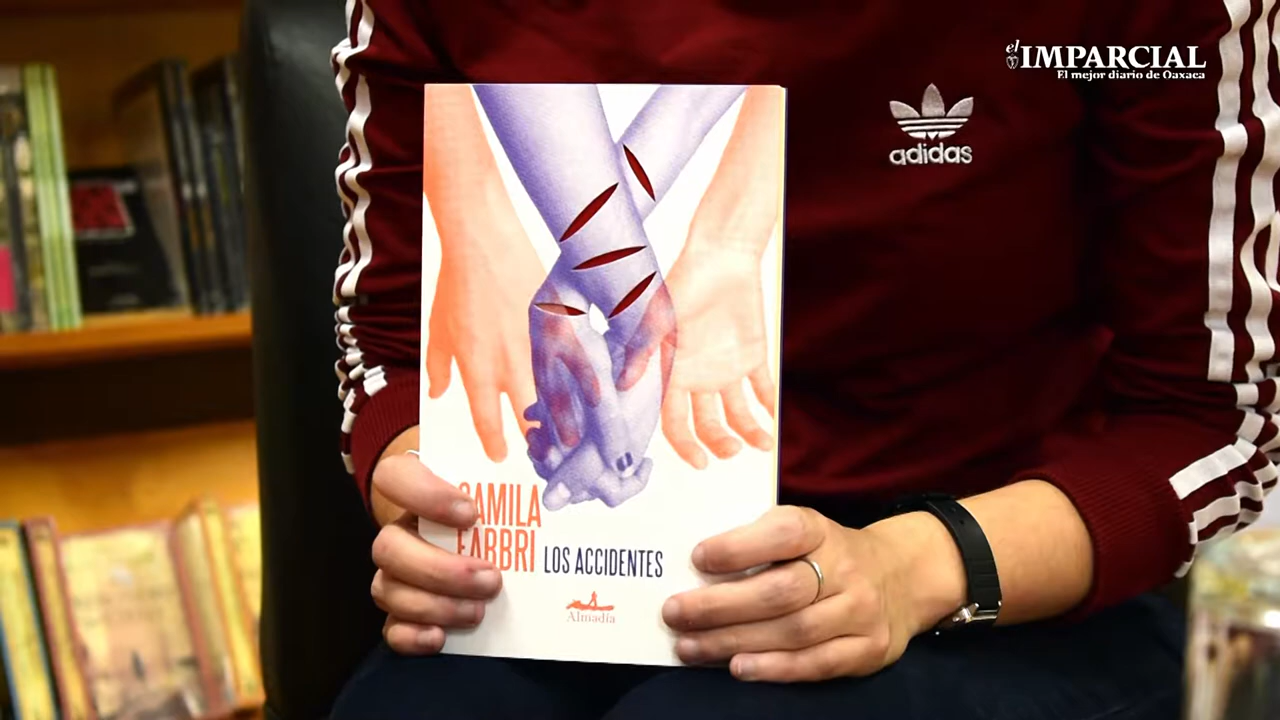 el IMPARCIAL
El mejor diario de Oaxaca
adidas
CAMILA
FABBRI LOS ACCIDENTES
Almadía